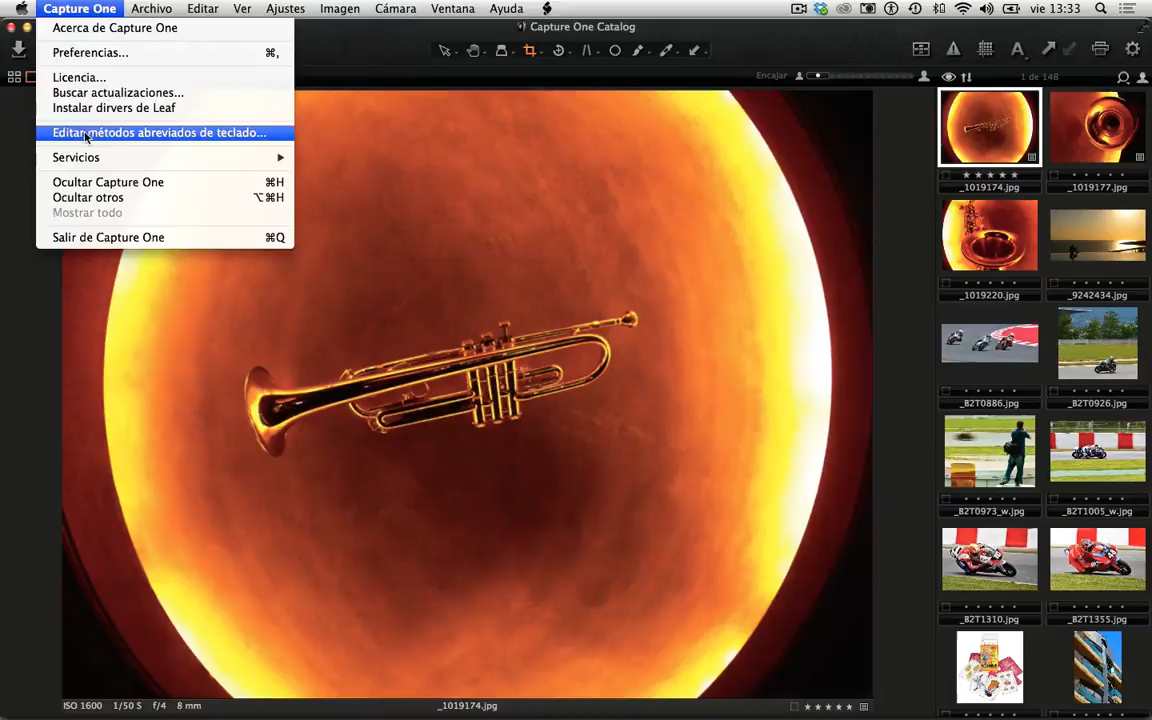 Capture One Archivo Editar Ver Ajustes Imagen Cámara Ventana Ayuda vie 13:33
Capture One Catalog
Acerca de Capture One
Preferencias... ⌘,
Licencia...
Buscar actualizaciones...
Instalar dirvers de Leaf
Editar métodos abreviados de teclado...
Servicios
Ocultar Capture One ⌘H
Ocultar otros ⌥⌘H
Mostrar todo
Salir de Capture One ⌘Q
Encajar
1 de 148
_1019174.jpg
_1019177.jpg
_1019220.jpg
_9242434.jpg
_B2T0886.jpg
_B2T0926.jpg
_B2T0973_w.jpg
_B2T1005_w.jpg
_B2T1310.jpg
_B2T1355.jpg
ISO 1600 1/50 S f/4 8 mm
_1019174.jpg